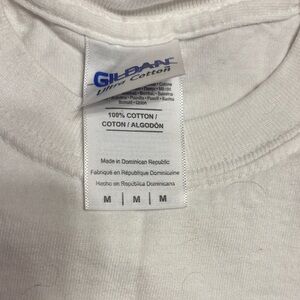 GILDAN
Ultra Cotton
100% COTTON /
COTON / ALGODÓN
Made in Dominican Republic
Fabriqué en République Dominicaine
Hecho en República Dominicana
M | M | M